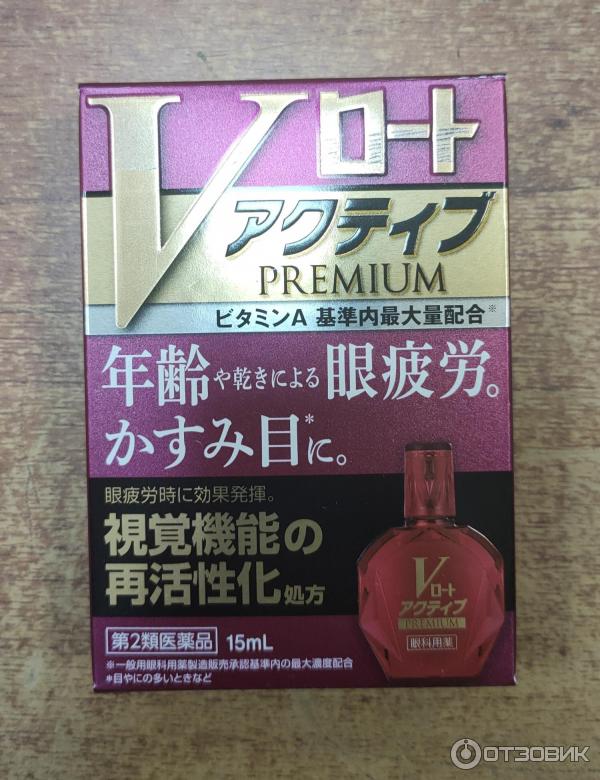 Vロート
アクティブ
PREMIUM
ビタミンA 基準内最大量配合※
年齢や乾きによる眼疲労。
かすみ目*に。
眼疲労時に効果発揮。
視覚機能の
再活性化処方
第2類医薬品 15mL
※一般用眼科用薬製造販売承認基準内の最大濃度配合
*目やにの多いときなど
Vロート
アクティブ
PREMIUM
眼科用薬
ОТЗОВИК